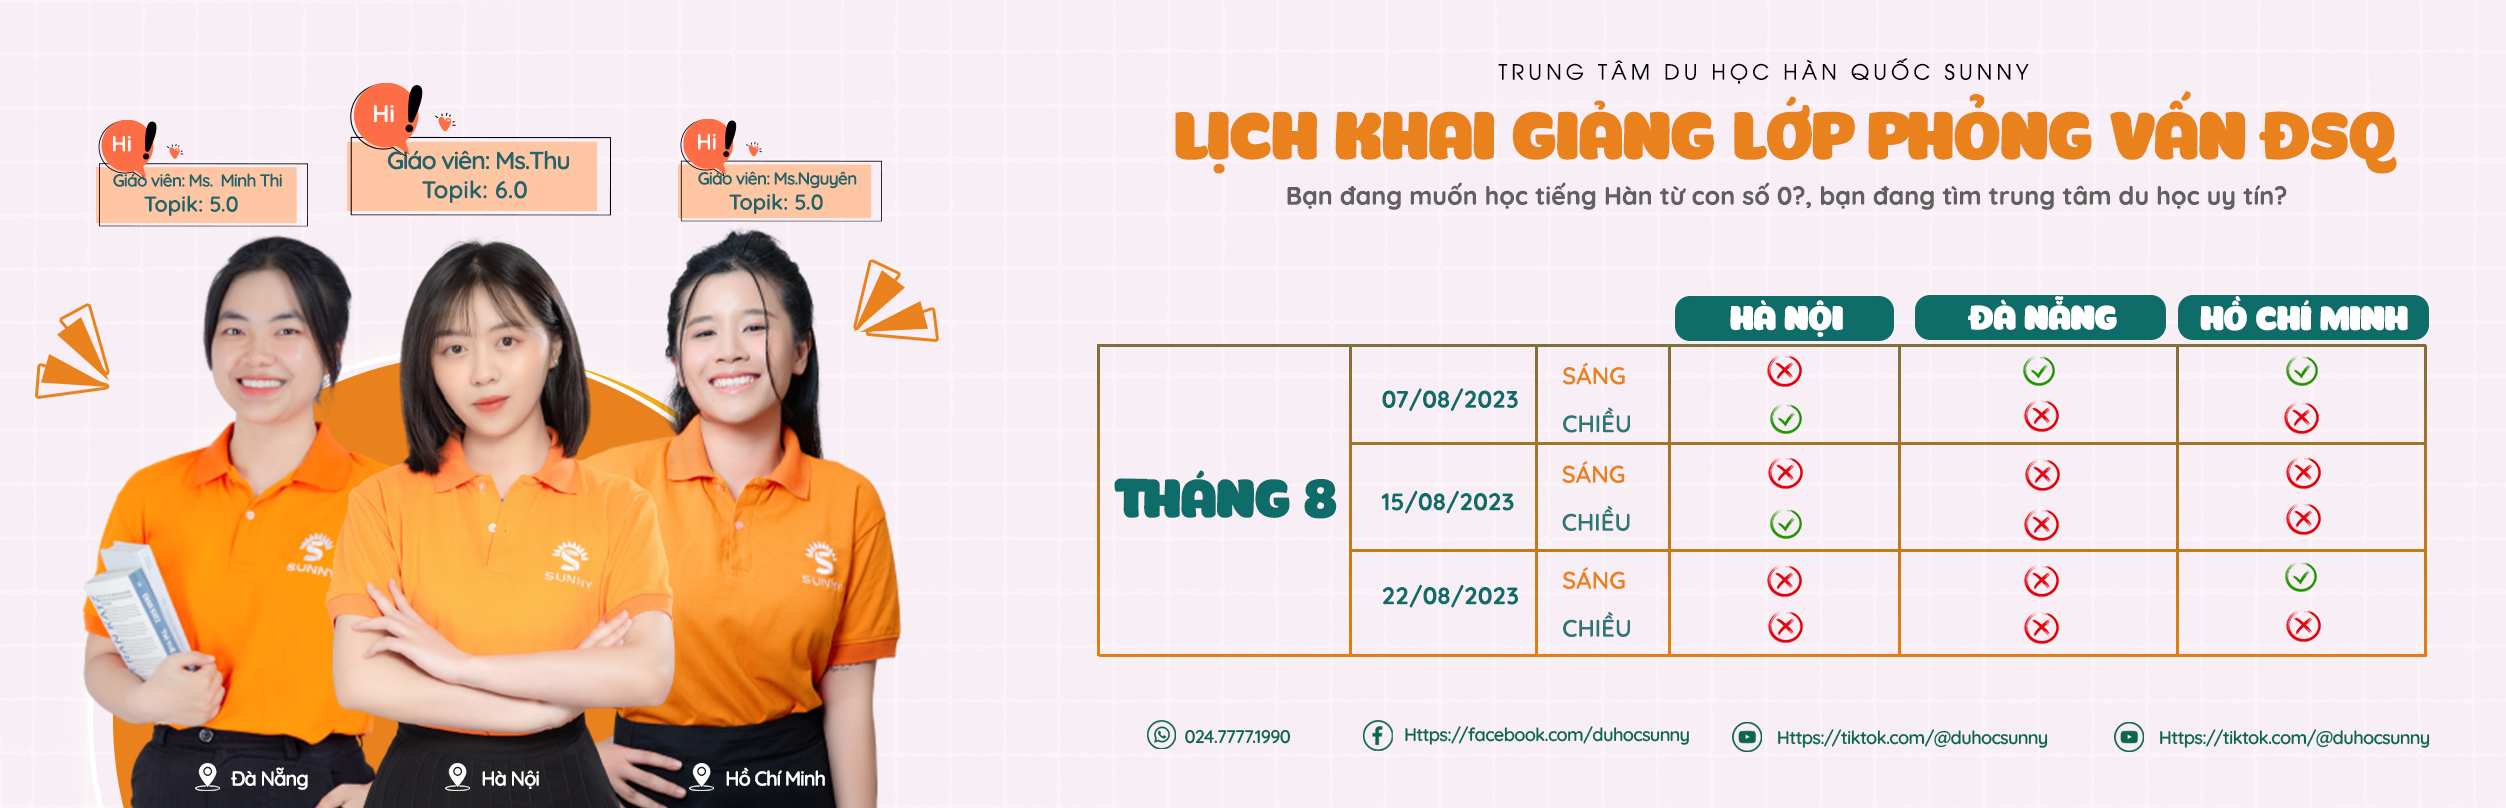 Hi
Giáo viên: Ms. Minh Thi
Topik: 5.0
Hi
Giáo viên: Ms.Thu
Topik: 6.0
Hi
Giáo viên: Ms.Nguyên
Topik: 5.0
SUNNY
SUNNY
SUNNY
Đà Nẵng
Hà Nội
Hồ Chí Minh
TRUNG TÂM DU HỌC HÀN QUỐC SUNNY
LỊCH KHAI GIẢNG LỚP PHỎNG VẤN ĐSQ
Bạn đang muốn học tiếng Hàn từ con số 0?, bạn đang tìm trung tâm du học uy tín?
HÀ NỘI
ĐÀ NẴNG
HỒ CHÍ MINH
THÁNG 8
07/08/2023
SÁNG
CHIỀU
15/08/2023
SÁNG
CHIỀU
22/08/2023
SÁNG
CHIỀU
024.7777.1990
Https://facebook.com/duhocsunny
Https://tiktok.com/@duhocsunny
Https://tiktok.com/@duhocsunny